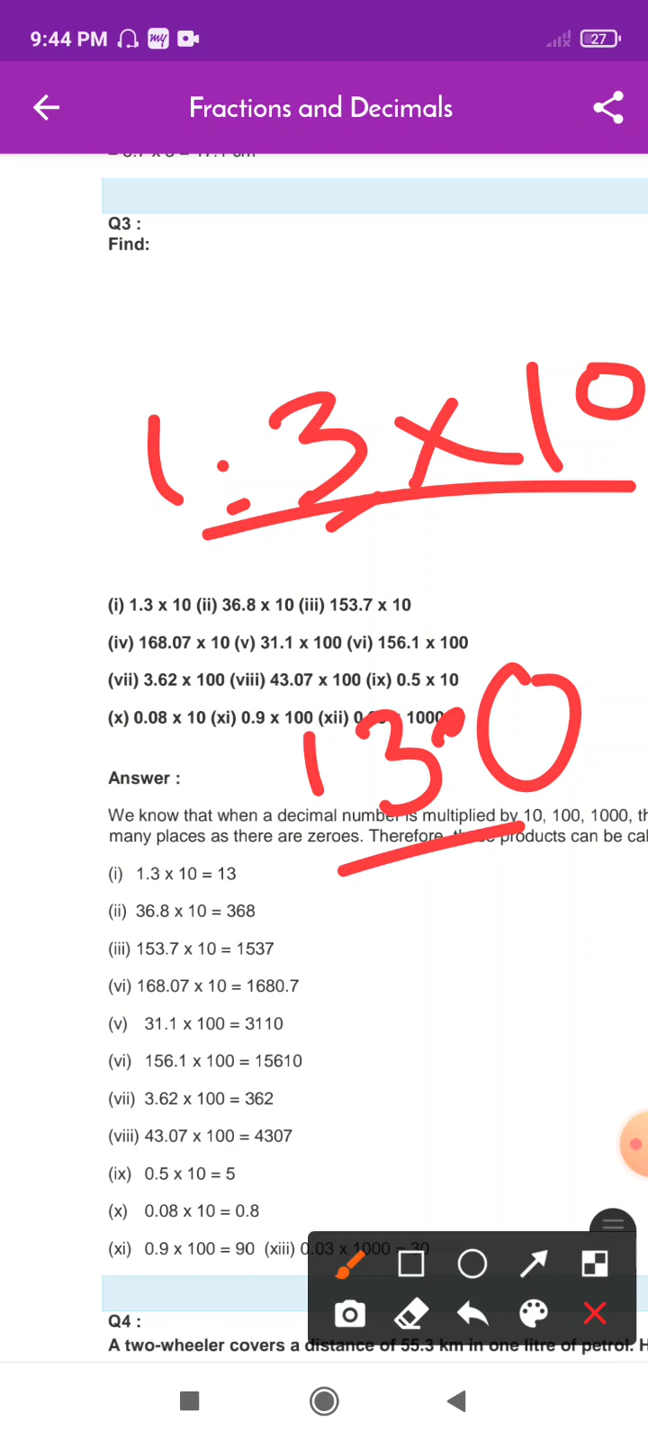 9:44 PM my 27
Fractions and Decimals
Q3 :
Find:
1.3 x 10
(i) 1.3 x 10 (ii) 36.8 x 10 (iii) 153.7 x 10
(iv) 168.07 x 10 (v) 31.1 x 100 (vi) 156.1 x 100
(vii) 3.62 x 100 (viii) 43.07 x 100 (ix) 0.5 x 10
(x) 0.08 x 10 (xi) 0.9 x 100 (xii) 1000
13.0
Answer :
We know that when a decimal number is multiplied by 10, 100, 1000,
many places as there are zeroes. Therefore, these products can be
(i) 1.3 x 10 = 13
(ii) 36.8 x 10 = 368
(iii) 153.7 x 10 = 1537
(vi) 168.07 x 10 = 1680.7
(v) 31.1 x 100 = 3110
(vi) 156.1 x 100 = 15610
(vii) 3.62 x 100 = 362
(viii) 43.07 x 100 = 4307
(ix) 0.5 x 10 = 5
(x) 0.08 x 10 = 0.8
(xi) 0.9 x 100 = 90 (xiii) 0.03 x 1000 = 30
Q4 :
A two-wheeler covers a distance of 55.3 km in one litre of petrol.